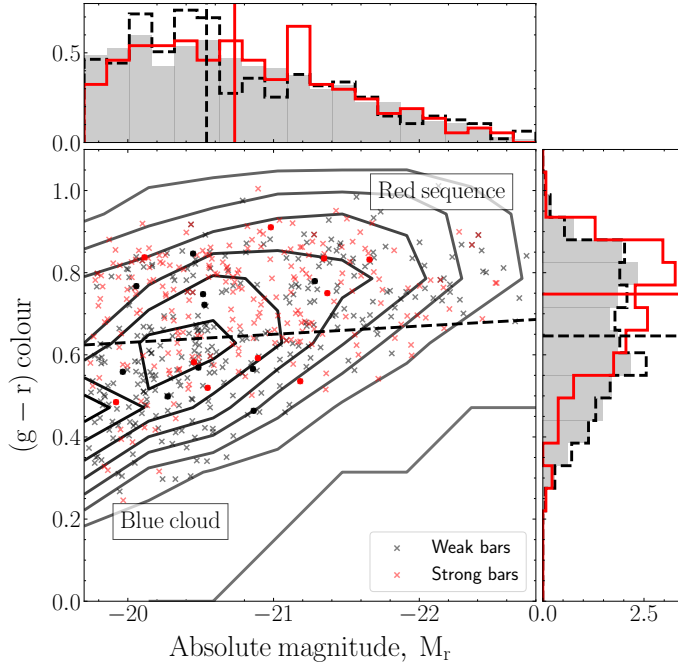 0.5
0.0
1.0
0.8
0.6
0.4
0.2
0.0
(g − r) colour
Red sequence
Blue cloud
Weak bars
Strong bars
−20
−21
−22
0.0
2.5
Absolute magnitude, Mᵣ